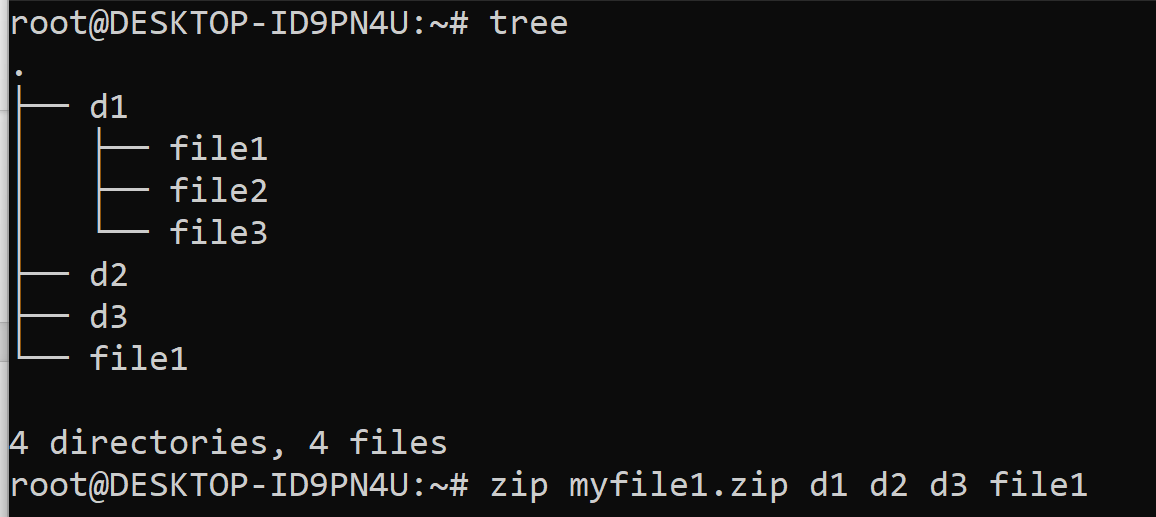 root@DESKTOP-ID9PN4U:~# tree
.
├── d1
│   ├── file1
│   ├── file2
│   └── file3
├── d2
├── d3
└── file1

4 directories, 4 files
root@DESKTOP-ID9PN4U:~# zip myfile1.zip d1 d2 d3 file1